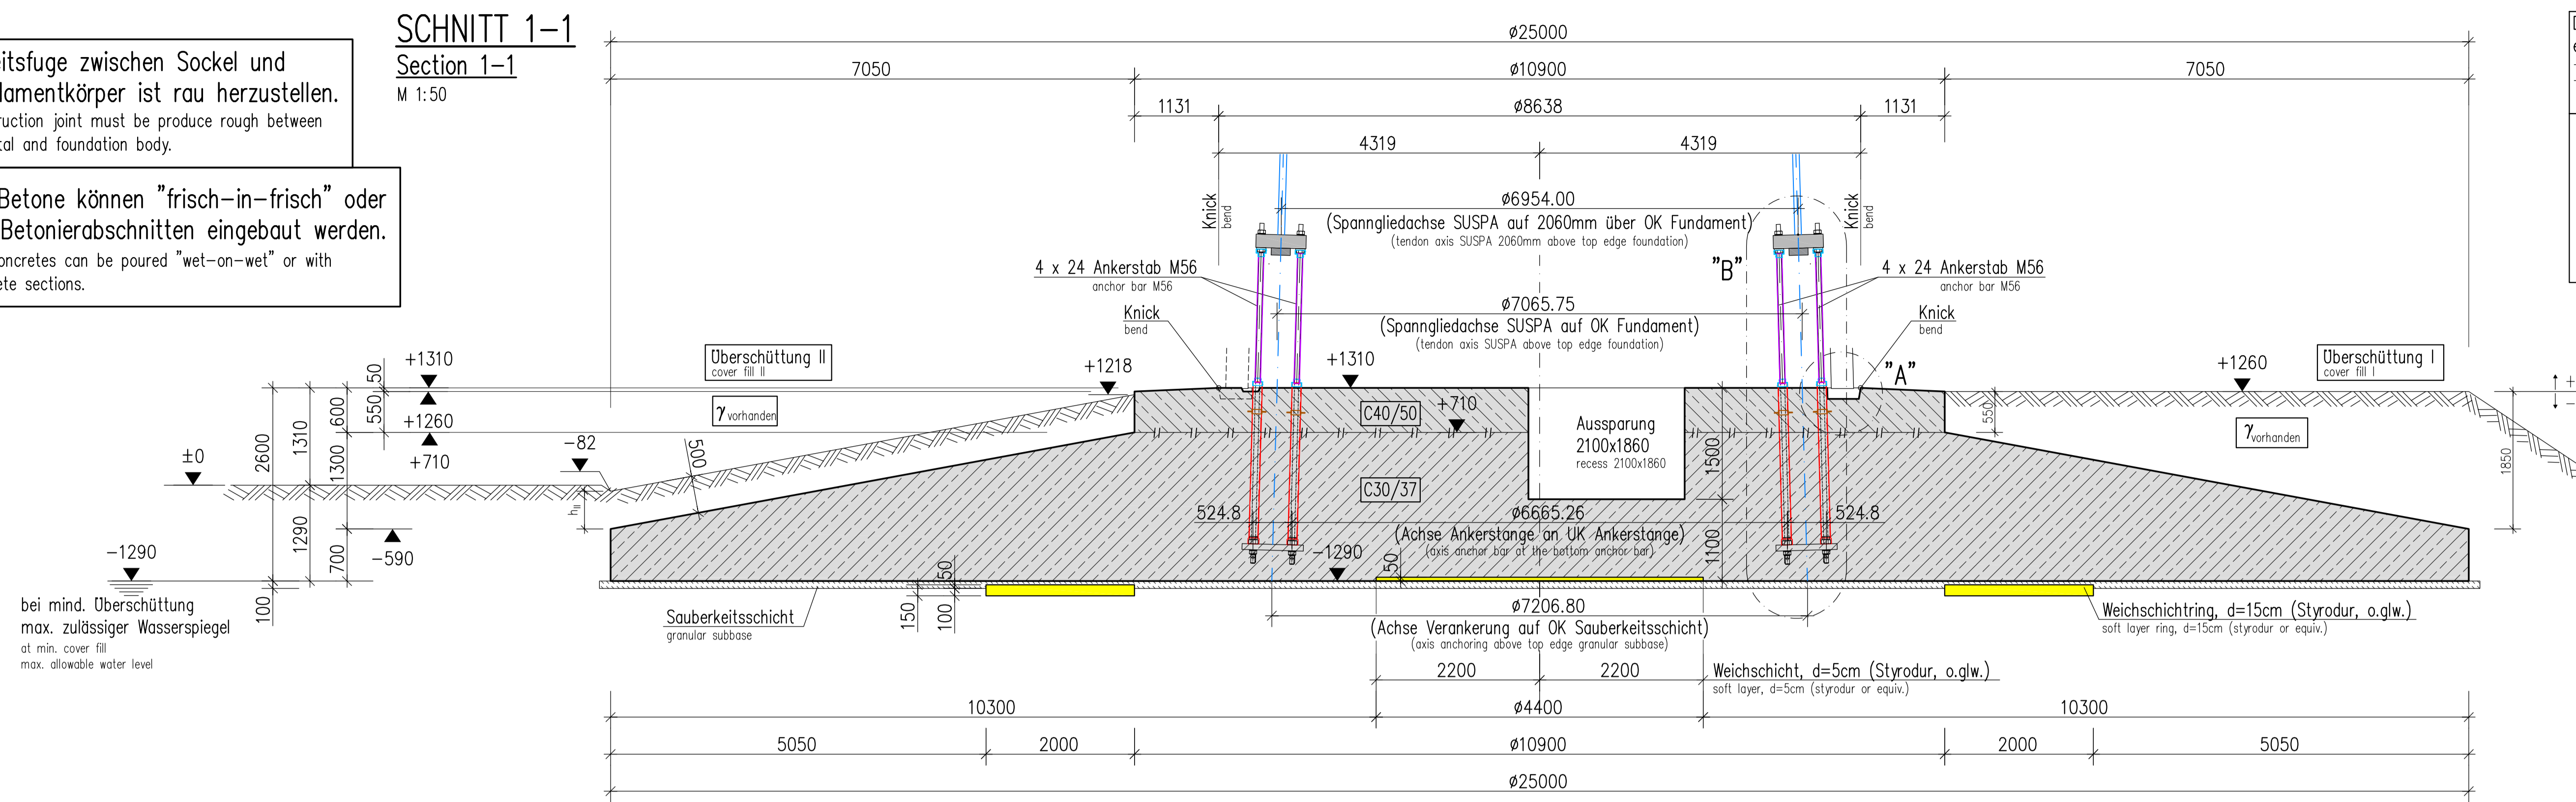 SCHNITT 1-1
Section 1-1
M 1:50
eitsfuge zwischen Sockel und
lamentkörper ist rau herzustellen.
ruction joint must be produce rough between
tal and foundation body.
Betone können "frisch-in-frisch" oder
Betonierabschnitten eingebaut werden.
oncretes can be poured "wet-on-wet" or with
ete sections.
ø25000
7050
ø10900
7050
1131
ø8638
1131
4319
4319
Knick
bend
Knick
bend
ø6954.00
(Spanngliedachse SUSPA auf 2060mm über OK Fundament)
(tendon axis SUSPA 2060mm above top edge foundation)
4 x 24 Ankerstab M56
anchor bar M56
"B"
4 x 24 Ankerstab M56
anchor bar M56
ø7065.75
(Spanngliedachse SUSPA auf OK Fundament)
(tendon axis SUSPA above top edge foundation)
Knick
bend
Knick
bend
+1310
Überschüttung II
cover fill II
+1218
+1310
"A"
+1260
Überschüttung I
cover fill I
50
550
600
1310
2600
1300
γvorhanden
C40/50
+710
Aussparung
2100x1860
recess 2100x1860
550
γvorhanden
+1260
+710
-82
±0
500
1500
1850
C30/37
hII
1290
700
-590
524.8
ø6665.26
524.8
(Achse Ankerstange an UK Ankerstange)
(axis anchor bar at the bottom anchor bar)
1100
-1290
-1290
50
50
100
150
100
bei mind. Überschüttung
max. zulässiger Wasserspiegel
at min. cover fill
max. allowable water level
Sauberkeitsschicht
granular subbase
ø7206.80
(Achse Verankerung auf OK Sauberkeitsschicht)
(axis anchoring above top edge granular subbase)
Weichschichtring, d=15cm (Styrodur, o.glw.)
soft layer ring, d=15cm (styrodur or equiv.)
2200
2200
Weichschicht, d=5cm (Styrodur, o.glw.)
soft layer, d=5cm (styrodur or equiv.)
10300
ø4400
10300
5050
2000
ø10900
2000
5050
ø25000